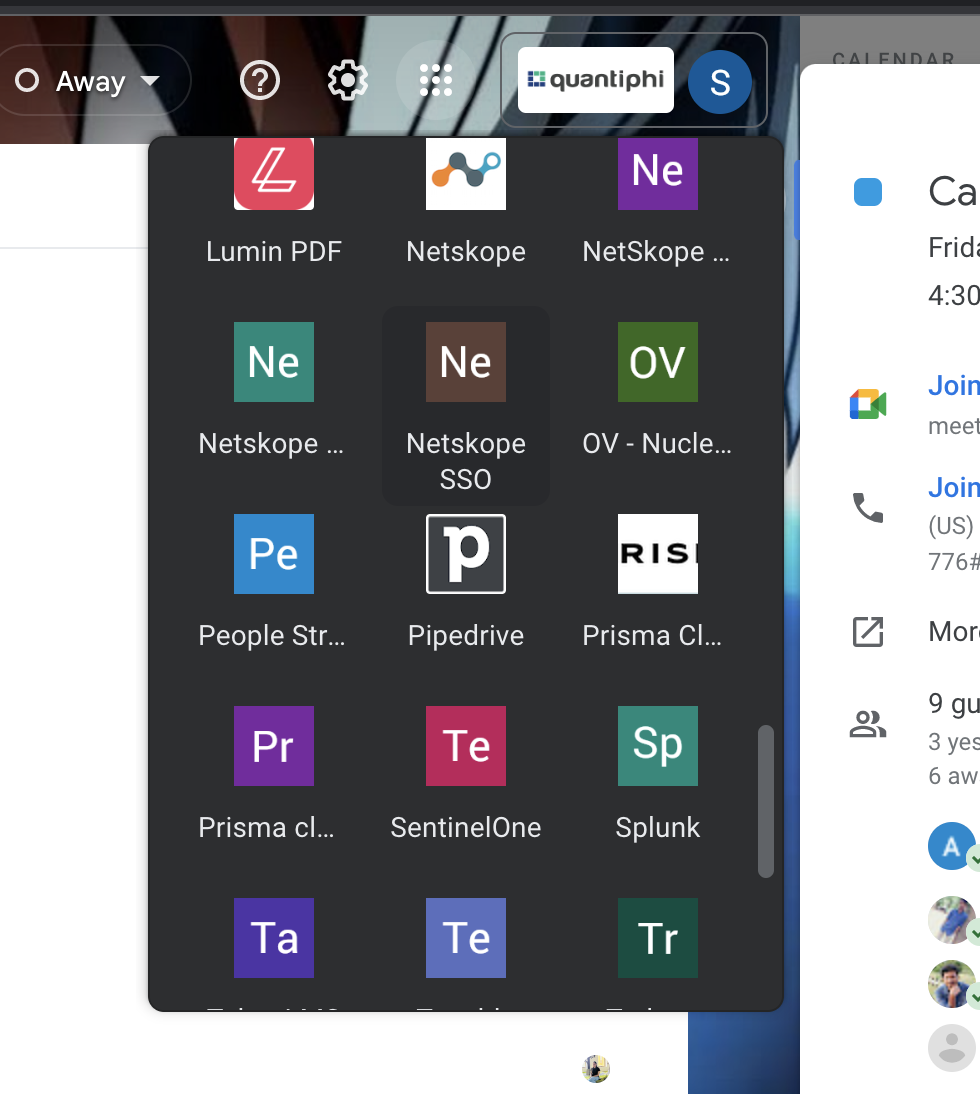 CALENDAR
Away
quantiphi
S
Ne
Lumin PDF
Netskope
NetSkope ...
Ne
Ne
OV
Netskope ...
Netskope
SSO
OV - Nucle...
Pe
p
RISI
People Str...
Pipedrive
Prisma Cl...
Pr
Te
Sp
Prisma cl...
SentinelOne
Splunk
Ta
Te
Tr
Ca
Frida
4:30
Join
meet
Join
(US)
776#
More
9 gu
3 yes
6 aw
A